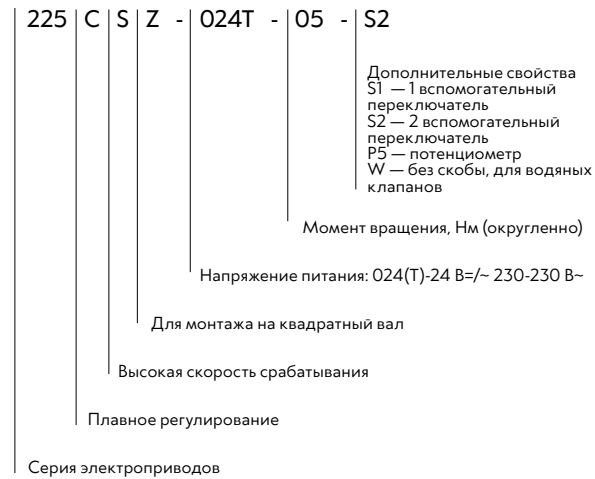 225 C S Z - 024T - 05 - S2
Дополнительные свойства
S1 — 1 вспомогательный
переключатель
S2 — 2 вспомогательный
переключатель
P5 — потенциометр
W — без скобы, для водяных
клапанов
Момент вращения, Нм (округленно)
Напряжение питания: 024(T)-24 В=/~ 230-230 В~
Для монтажа на квадратный вал
Высокая скорость срабатывания
Плавное регулирование
Серия электроприводов